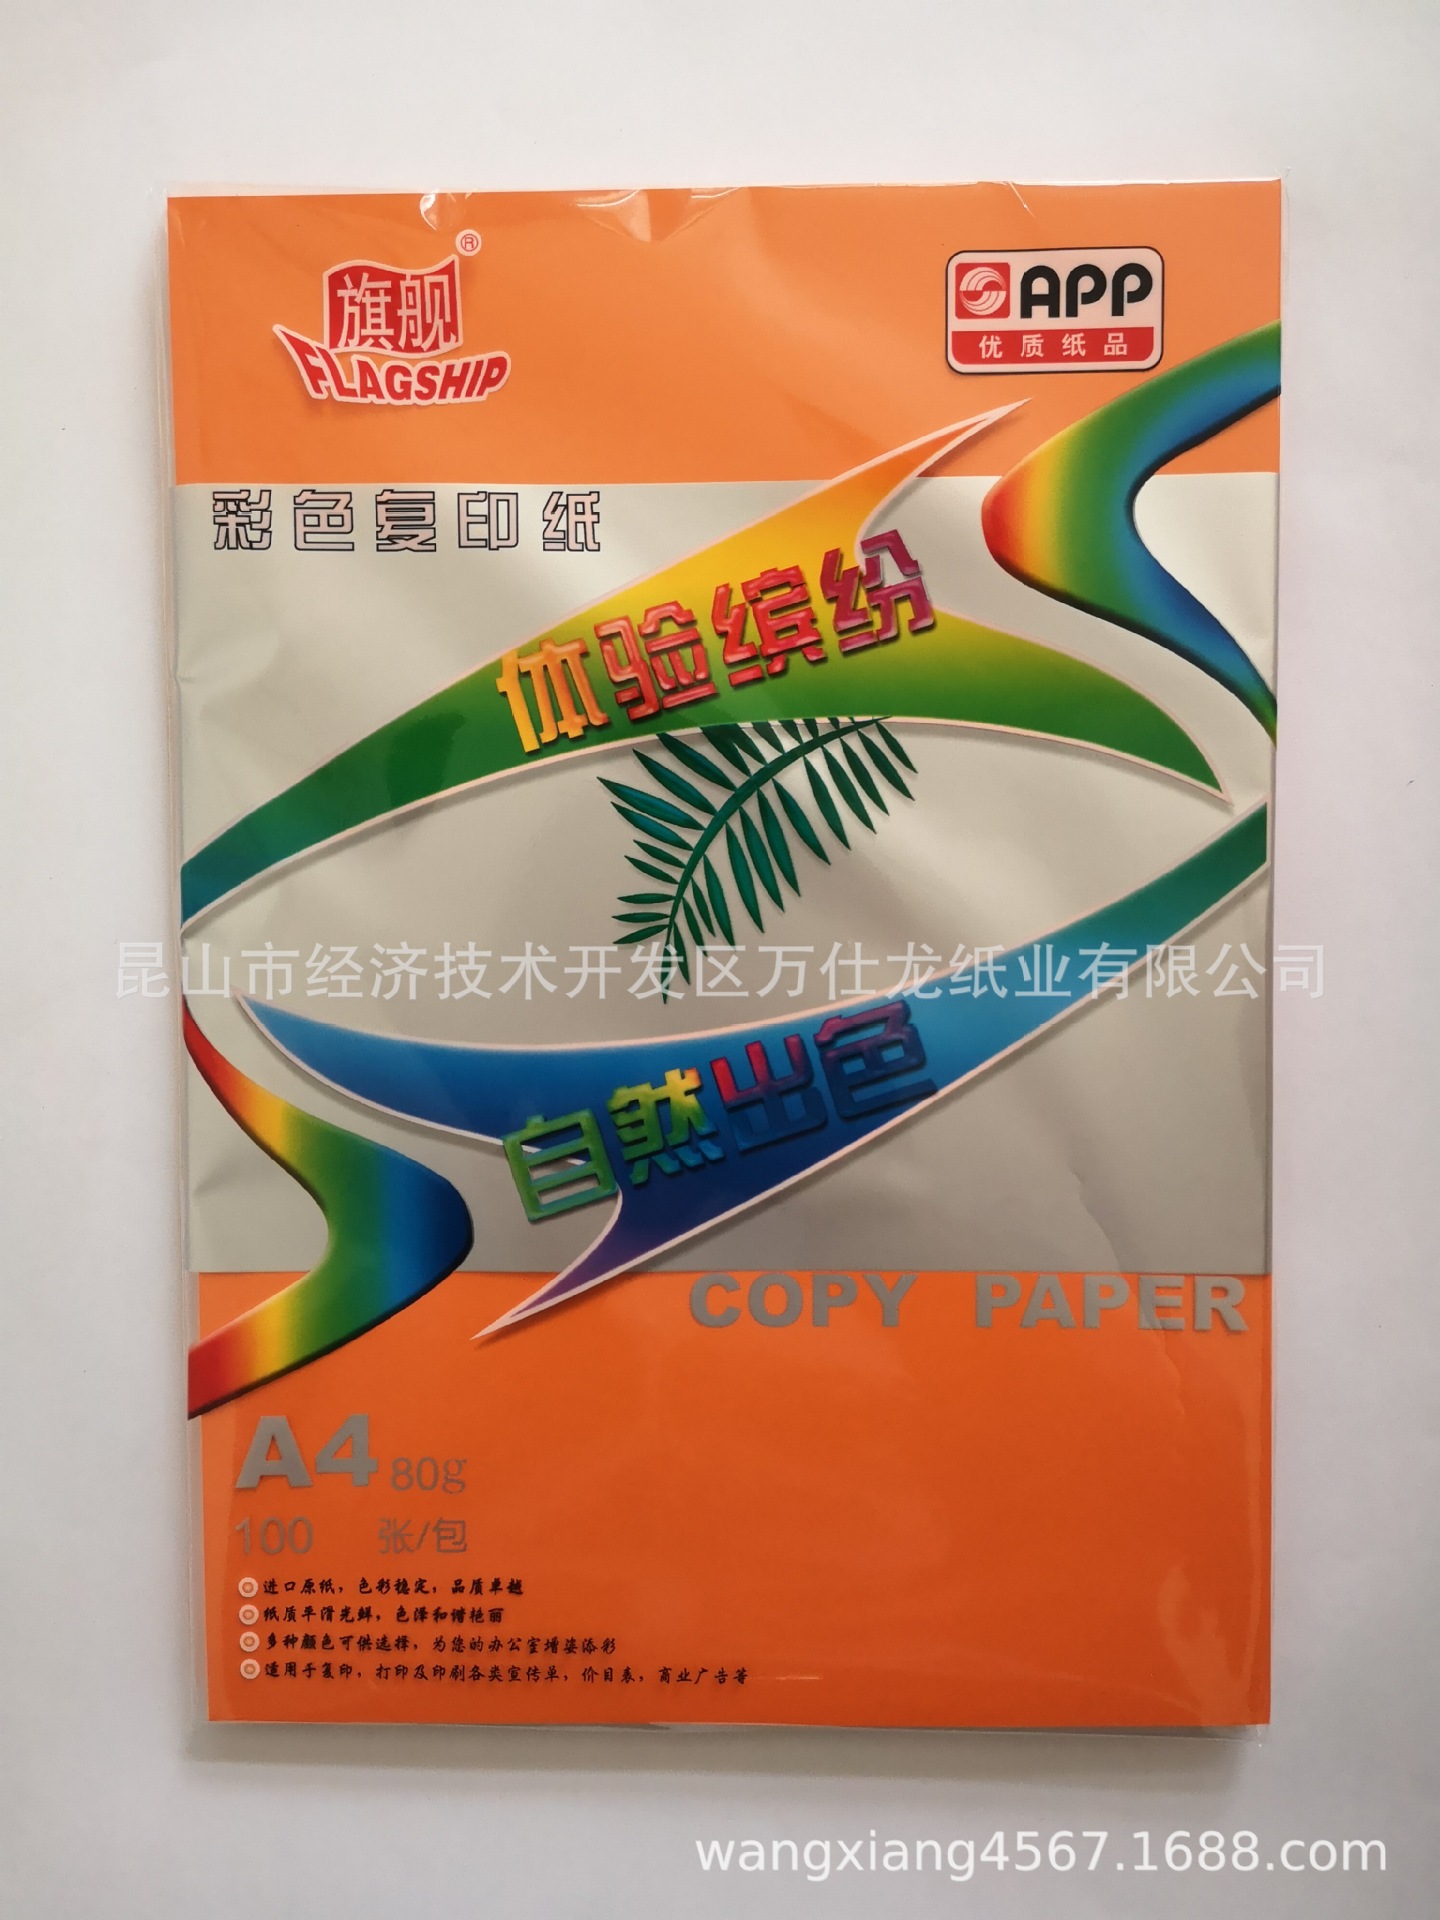 旗舰®
FLAGSHIP
APP
优质纸品
彩色复印纸
体验缤纷
昆山市经济技术开发区万仕龙纸业有限公司
自然出色
COPY PAPER
A4 80g
100 张/包
进口原纸，色彩稳定，品质卓越
纸质平滑光鲜，色泽和谐艳丽
多种颜色可供选择，为您的办公室增姿添彩
适用于复印，打印及印刷各类宣传单，价目表，商业广告等
wangxiang4567.1688.com